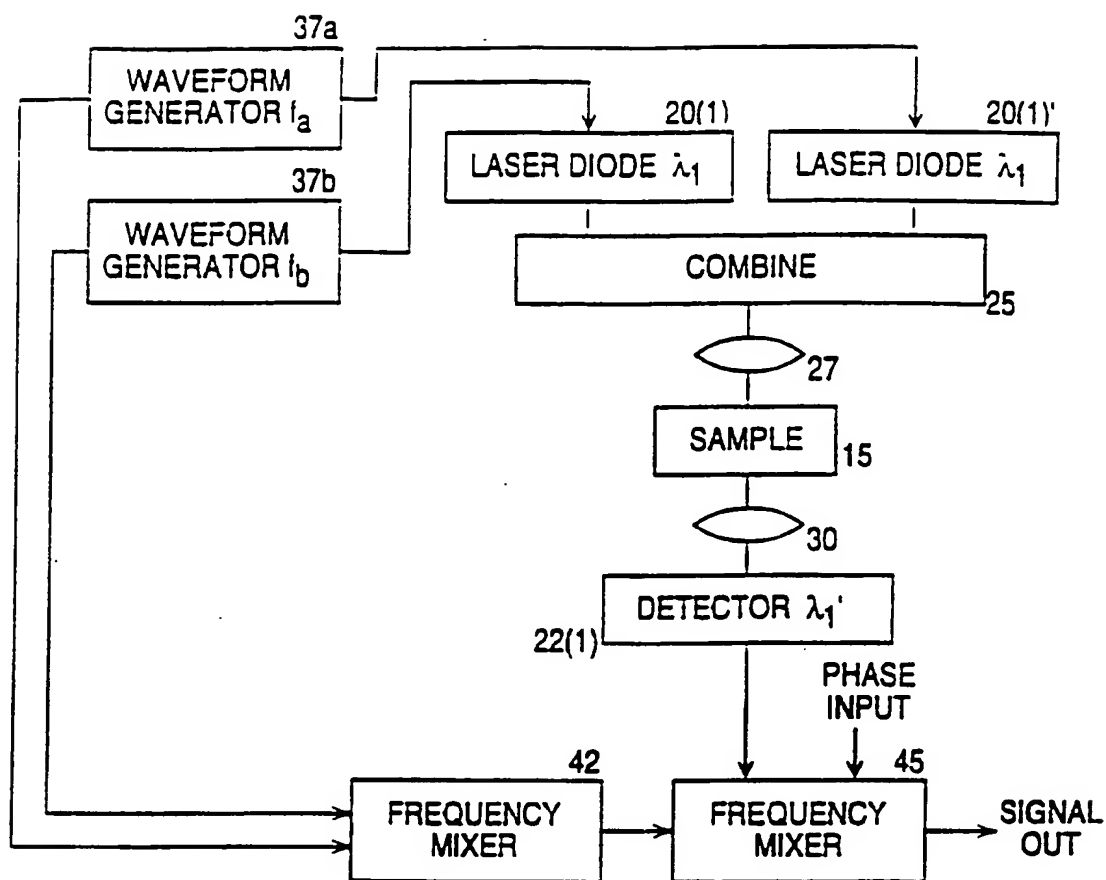 37a
WAVEFORM
GENERATOR fa
37b
WAVEFORM
GENERATOR fb
20(1)
LASER DIODE λ1
20(1)'
LASER DIODE λ1
COMBINE
25
27
SAMPLE
15
30
DETECTOR λ1'
22(1)
PHASE
INPUT
42
FREQUENCY
MIXER
45
FREQUENCY
MIXER
SIGNAL
OUT